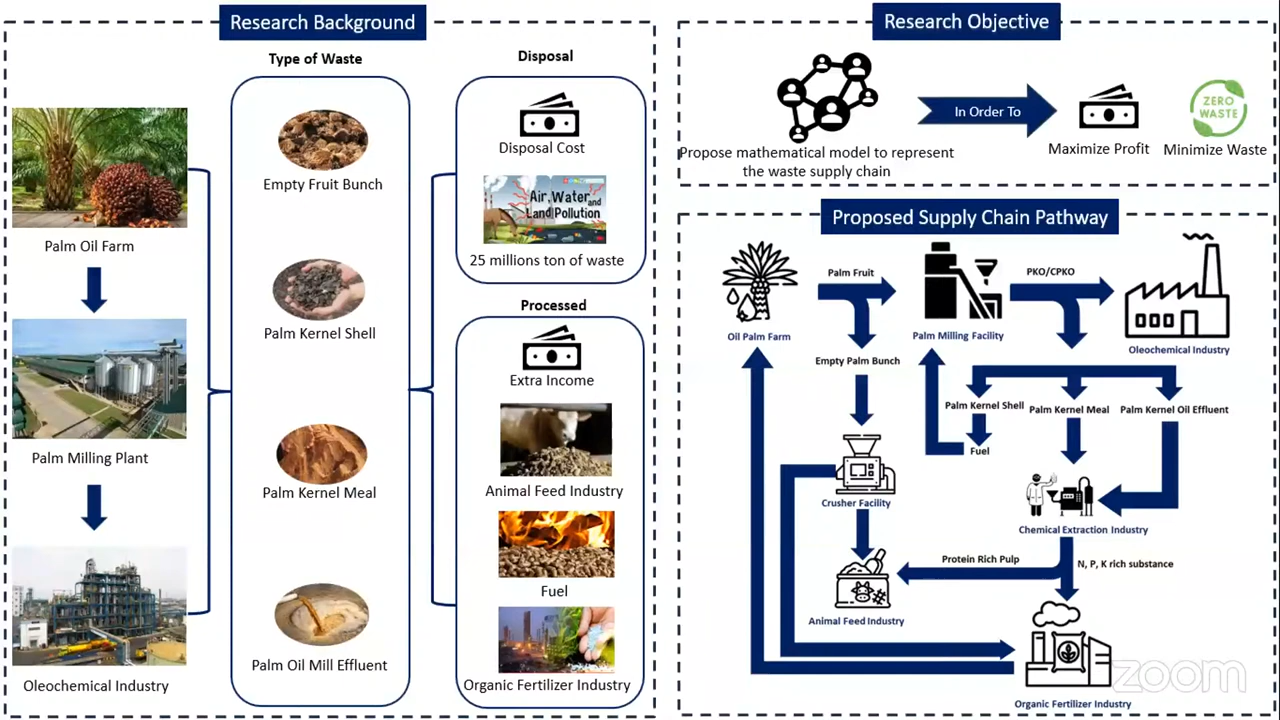 Research Background
Type of Waste
Disposal
Palm Oil Farm
Palm Milling Plant
Oleochemical Industry
Empty Fruit Bunch
Palm Kernel Shell
Palm Kernel Meal
Palm Oil Mill Effluent
Disposal Cost
Air, Water and
Land Pollution
25 millions ton of waste
Processed
Extra Income
Animal Feed Industry
Fuel
Organic Fertilizer Industry
Research Objective
Propose mathematical model to represent
the waste supply chain
In Order To
Maximize Profit
ZERO
WASTE
Minimize Waste
Proposed Supply Chain Pathway
Oil Palm Farm
Palm Fruit
Palm Milling Facility
PKO/CPKO
Oleochemical Industry
Empty Palm Bunch
Palm Kernel Shell
Palm Kernel Meal
Palm Kernel Oil Effluent
Fuel
Crusher Facility
Chemical Extraction Industry
Protein Rich Pulp
N, P, K rich substance
Animal Feed Industry
Organic Fertilizer Industry
zoom